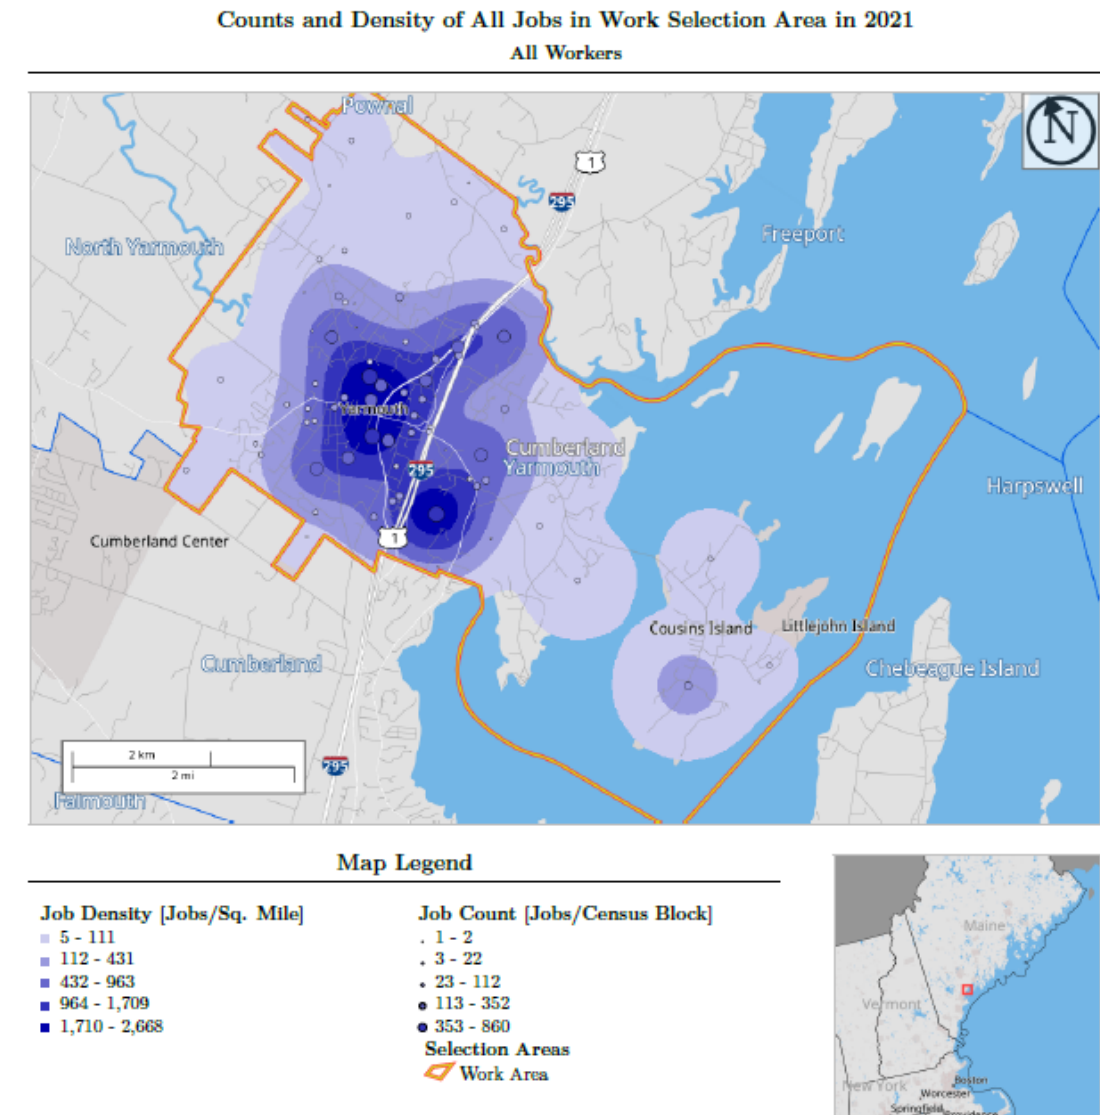 Counts and Density of All Jobs in Work Selection Area in 2021
All Workers
Pownal
N
1
295
North Yarmouth
Freeport
Yarmouth
Cumberland
Yarmouth
295
Harpswell
1
Cumberland Center
Cousins Island
Littlejohn Island
Cumberland
Chebeague Island
2 km
2 mi
295
Falmouth
Map Legend
Job Density [Jobs/Sq. Mile]
5 - 111
112 - 431
432 - 963
964 - 1,709
1,710 - 2,668
Job Count [Jobs/Census Block]
1 - 2
3 - 22
23 - 112
113 - 352
353 - 860
Selection Areas
Work Area
Maine
Vermont
New York
Boston
Worcester
Springfield
Providence